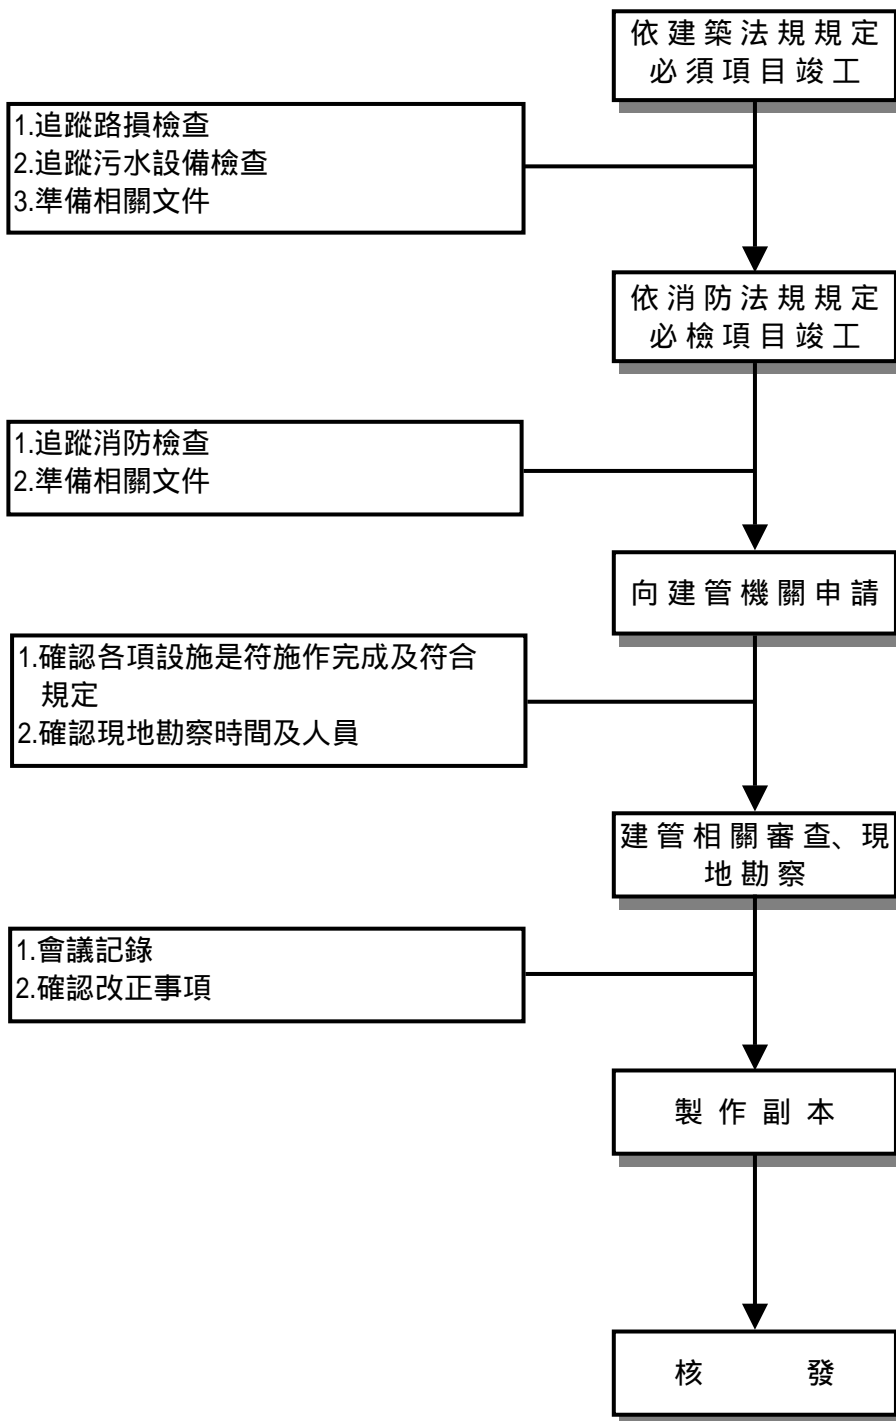 依建築法規規定
必須項目竣工
1.追蹤路損檢查
2.追蹤污水設備檢查
3.準備相關文件
依消防法規規定
必檢項目竣工
1.追蹤消防檢查
2.準備相關文件
向建管機關申請
1.確認各項設施是符施作完成及符合
規定
2.確認現地勘察時間及人員
建管相關審查、現
地勘察
1.會議記錄
2.確認改正事項
製作副本
核發